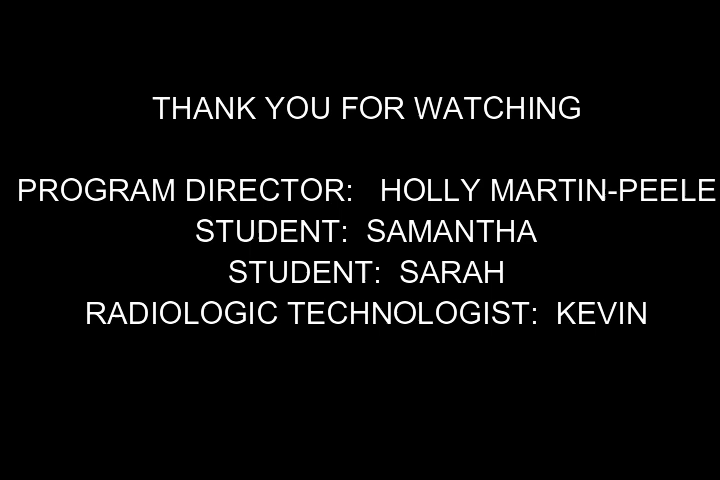 THANK YOU FOR WATCHING
PROGRAM DIRECTOR:   HOLLY MARTIN-PEELE
STUDENT:  SAMANTHA
STUDENT:  SARAH
RADIOLOGIC TECHNOLOGIST:  KEVIN